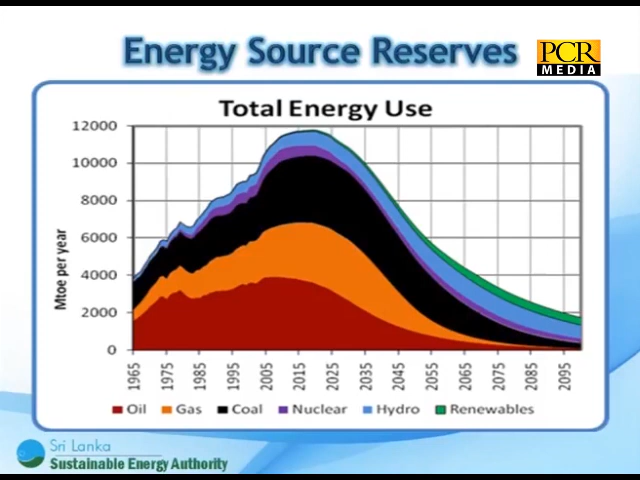 Energy Source Reserves
PCR
MEDIA
Total Energy Use
Mtoe per year
12000
10000
8000
6000
4000
2000
0
1965 1975 1985 1995 2005 2015 2025 2035 2045 2055 2065 2075 2085 2095
Oil Gas Coal Nuclear Hydro Renewables
Sri Lanka
Sustainable Energy Authority